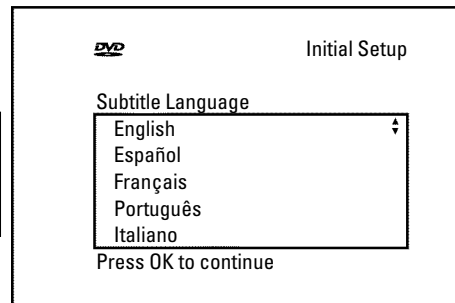 DVD Initial Setup
Subtitle Language
English
Español
Français
Português
Italiano
Press OK to continue